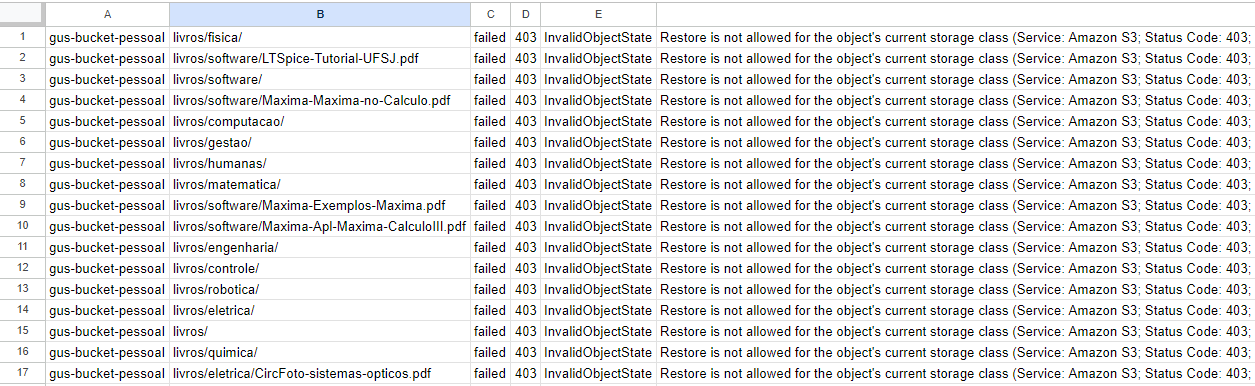 A B C D E
1 gus-bucket-pessoal livros/fisica/ failed 403 InvalidObjectState Restore is not allowed for the object's current storage class (Service: Amazon S3; Status Code: 403;
2 gus-bucket-pessoal livros/software/LTSpice-Tutorial-UFSJ.pdf failed 403 InvalidObjectState Restore is not allowed for the object's current storage class (Service: Amazon S3; Status Code: 403;
3 gus-bucket-pessoal livros/software/ failed 403 InvalidObjectState Restore is not allowed for the object's current storage class (Service: Amazon S3; Status Code: 403;
4 gus-bucket-pessoal livros/software/Maxima-Maxima-no-Calculo.pdf failed 403 InvalidObjectState Restore is not allowed for the object's current storage class (Service: Amazon S3; Status Code: 403;
5 gus-bucket-pessoal livros/computacao/ failed 403 InvalidObjectState Restore is not allowed for the object's current storage class (Service: Amazon S3; Status Code: 403;
6 gus-bucket-pessoal livros/gestao/ failed 403 InvalidObjectState Restore is not allowed for the object's current storage class (Service: Amazon S3; Status Code: 403;
7 gus-bucket-pessoal livros/humanas/ failed 403 InvalidObjectState Restore is not allowed for the object's current storage class (Service: Amazon S3; Status Code: 403;
8 gus-bucket-pessoal livros/matematica/ failed 403 InvalidObjectState Restore is not allowed for the object's current storage class (Service: Amazon S3; Status Code: 403;
9 gus-bucket-pessoal livros/software/Maxima-Exemplos-Maxima.pdf failed 403 InvalidObjectState Restore is not allowed for the object's current storage class (Service: Amazon S3; Status Code: 403;
10 gus-bucket-pessoal livros/software/Maxima-Apl-Maxima-CalculoIII.pdf failed 403 InvalidObjectState Restore is not allowed for the object's current storage class (Service: Amazon S3; Status Code: 403;
11 gus-bucket-pessoal livros/engenharia/ failed 403 InvalidObjectState Restore is not allowed for the object's current storage class (Service: Amazon S3; Status Code: 403;
12 gus-bucket-pessoal livros/controle/ failed 403 InvalidObjectState Restore is not allowed for the object's current storage class (Service: Amazon S3; Status Code: 403;
13 gus-bucket-pessoal livros/robotica/ failed 403 InvalidObjectState Restore is not allowed for the object's current storage class (Service: Amazon S3; Status Code: 403;
14 gus-bucket-pessoal livros/eletrica/ failed 403 InvalidObjectState Restore is not allowed for the object's current storage class (Service: Amazon S3; Status Code: 403;
15 gus-bucket-pessoal livros/ failed 403 InvalidObjectState Restore is not allowed for the object's current storage class (Service: Amazon S3; Status Code: 403;
16 gus-bucket-pessoal livros/quimica/ failed 403 InvalidObjectState Restore is not allowed for the object's current storage class (Service: Amazon S3; Status Code: 403;
17 gus-bucket-pessoal livros/eletrica/CircFoto-sistemas-opticos.pdf failed 403 InvalidObjectState Restore is not allowed for the object's current storage class (Service: Amazon S3; Status Code: 403;